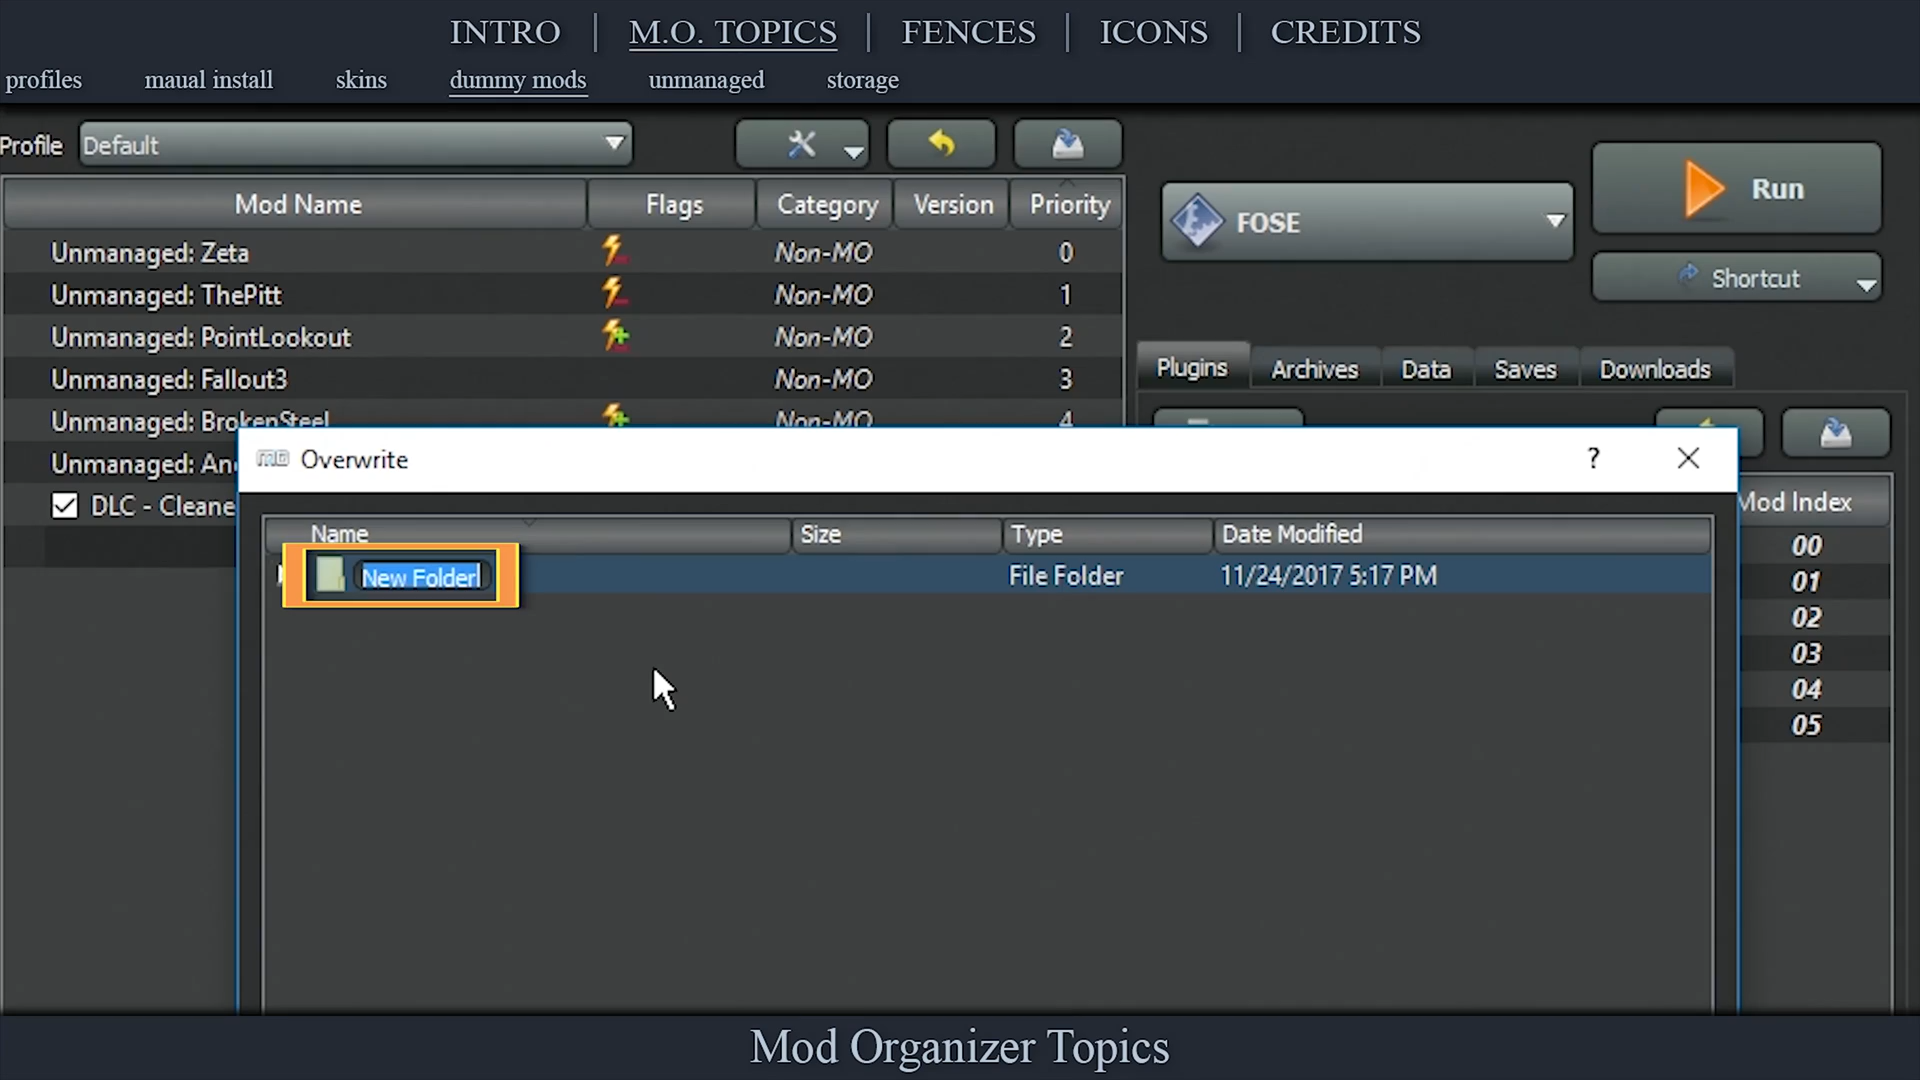 INTRO | M.O. TOPICS | FENCES | ICONS | CREDITS
profiles maual install skins dummy mods unmanaged storage
Profile Default
Mod Name Flags Category Version Priority
Unmanaged: Zeta Non-MO 0
Unmanaged: ThePitt Non-MO 1
Unmanaged: PointLookout Non-MO 2
Unmanaged: Fallout3 Non-MO 3
Unmanaged: BrokenSteel Non-MO 4
Unmanaged: An
DLC - Cleane
FOSE
Run
Shortcut
Plugins Archives Data Saves Downloads
Mod Index
00
01
02
03
04
05
Overwrite ?
Name Size Type Date Modified
New Folder File Folder 11/24/2017 5:17 PM
Mod Organizer Topics